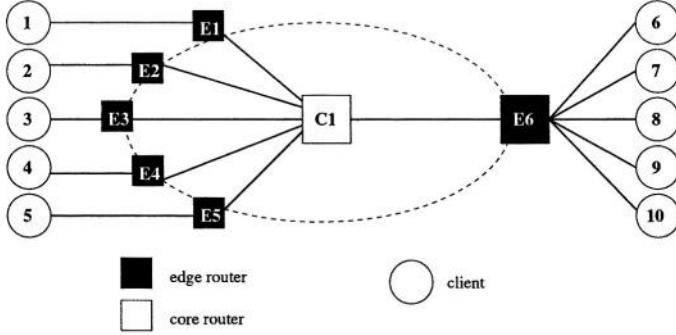 1 E1 6
2 E2 7
3 E3 C1 E6 8
4 E4 9
5 E5 10
edge router client
core router